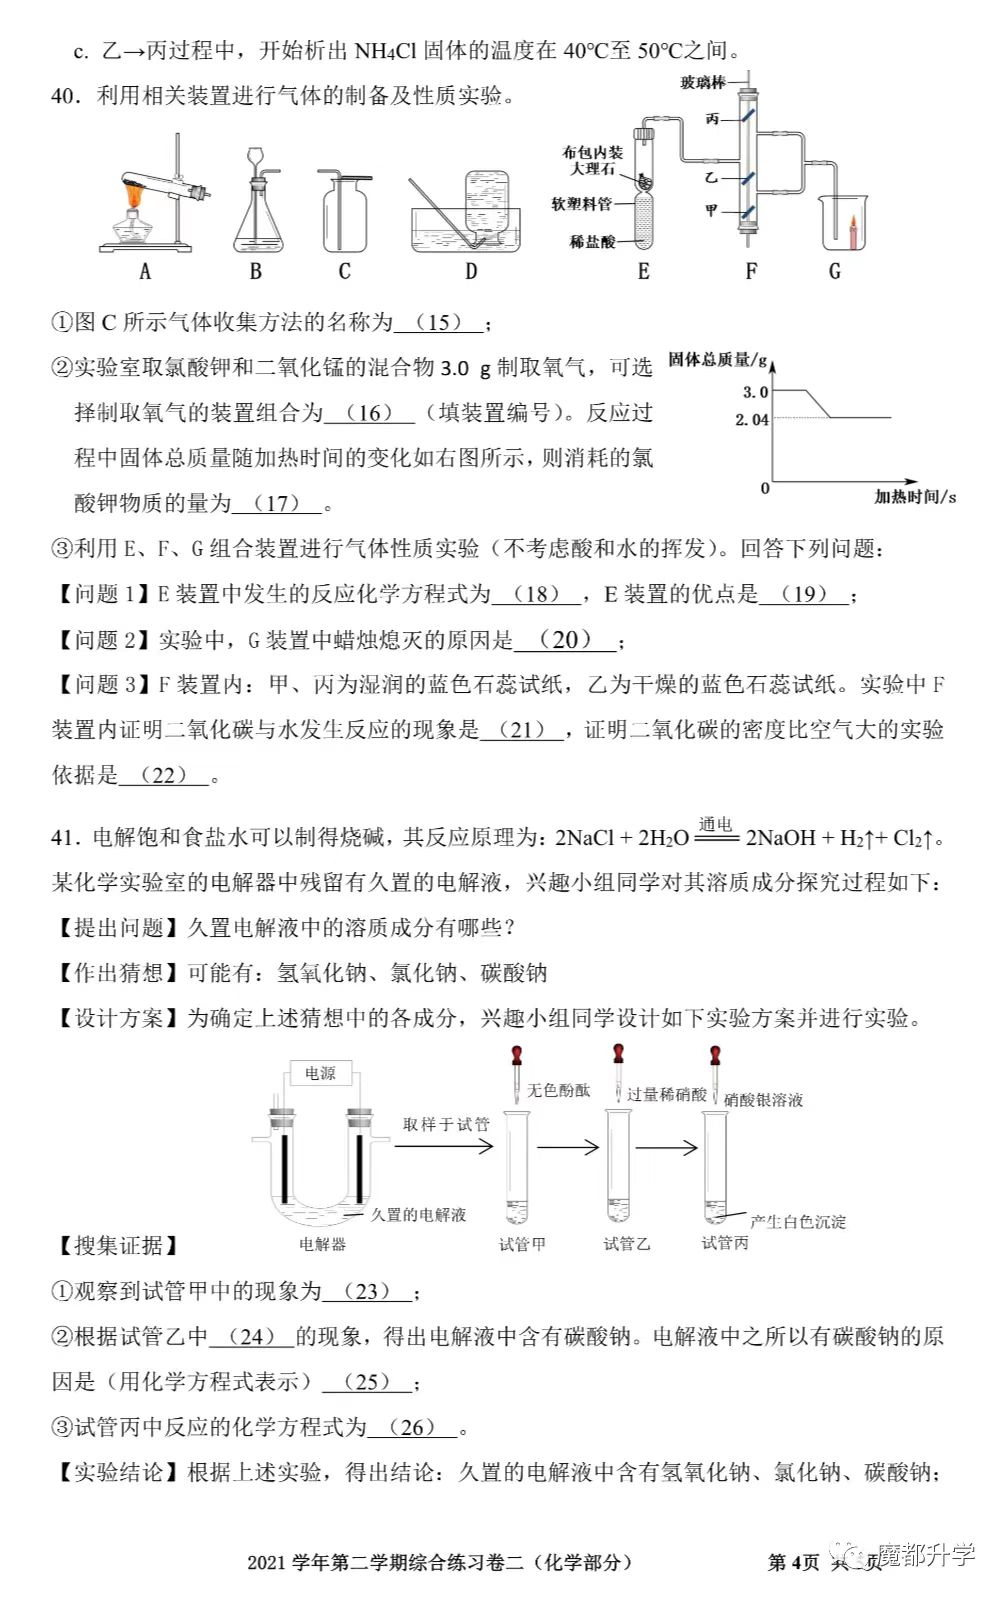 c. 乙→丙过程中，开始析出 NH4Cl 固体的温度在 40℃至 50℃之间。
40．利用相关装置进行气体的制备及性质实验。
玻璃棒
丙
乙
甲
布包内装
大理石
软塑料管
稀盐酸
A B C D E F G
①图 C 所示气体收集方法的名称为 （15） ；
②实验室取氯酸钾和二氧化锰的混合物 3.0 g 制取氧气，可选
择制取氧气的装置组合为 （16） （填装置编号）。反应过
程中固体总质量随加热时间的变化如右图所示，则消耗的氯
酸钾物质的量为 （17） 。
固体总质量/g
3.0
2.04
0
加热时间/s
③利用 E、F、G 组合装置进行气体性质实验（不考虑酸和水的挥发）。回答下列问题：
【问题 1】E 装置中发生的反应化学方程式为 （18） ，E 装置的优点是 （19） ；
【问题 2】实验中，G 装置中蜡烛熄灭的原因是 （20） ；
【问题 3】F 装置内：甲、丙为湿润的蓝色石蕊试纸，乙为干燥的蓝色石蕊试纸。实验中 F
装置内证明二氧化碳与水发生反应的现象是 （21） ，证明二氧化碳的密度比空气大的实验
依据是 （22） 。
41．电解饱和食盐水可以制得烧碱，其反应原理为：2NaCl + 2H2O 通电 2NaOH + H2↑+ Cl2↑。
某化学实验室的电解器中残留有久置的电解液，兴趣小组同学对其溶质成分探究过程如下：
【提出问题】久置电解液中的溶质成分有哪些？
【作出猜想】可能有：氢氧化钠、氯化钠、碳酸钠
【设计方案】为确定上述猜想中的各成分，兴趣小组同学设计如下实验方案并进行实验。
电源
取样于试管
无色酚酞
过量稀硝酸
硝酸银溶液
久置的电解液
产生白色沉淀
电解器
试管甲
试管乙
试管丙
【搜集证据】
①观察到试管甲中的现象为 （23） ；
②根据试管乙中 （24） 的现象，得出电解液中含有碳酸钠。电解液中之所以有碳酸钠的原
因是（用化学方程式表示） （25） ；
③试管丙中反应的化学方程式为 （26） 。
【实验结论】根据上述实验，得出结论：久置的电解液中含有氢氧化钠、氯化钠、碳酸钠；
2021 学年第二学期综合练习卷二（化学部分）
第 4页 共 页
魔都升学